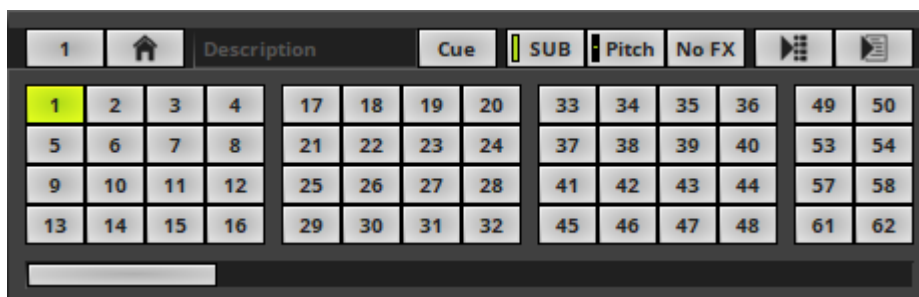 1 Description Cue SUB Pitch No FX
1 2 3 4 17 18 19 20 33 34 35 36 49 50
5 6 7 8 21 22 23 24 37 38 39 40 53 54
9 10 11 12 25 26 27 28 41 42 43 44 57 58
13 14 15 16 29 30 31 32 45 46 47 48 61 62